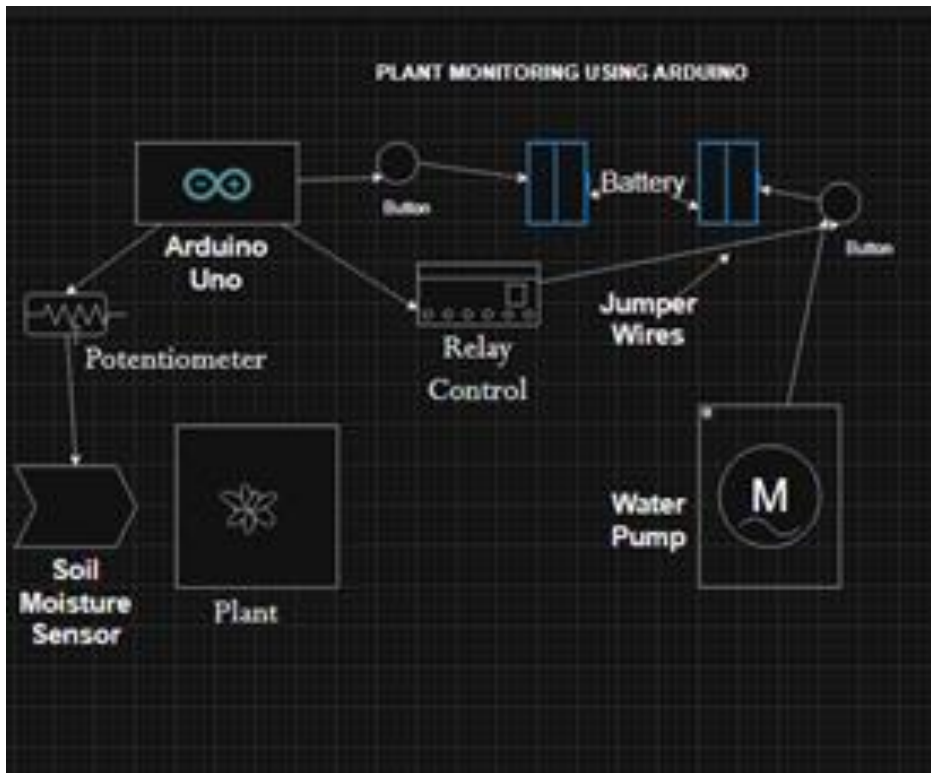 PLANT MONITORING USING ARDUINO
Battery
Button
Button
Arduino
Uno
Jumper
Wires
Relay
Control
Potentiometer
M
Water
Pump
Soil
Moisture
Sensor
Plant